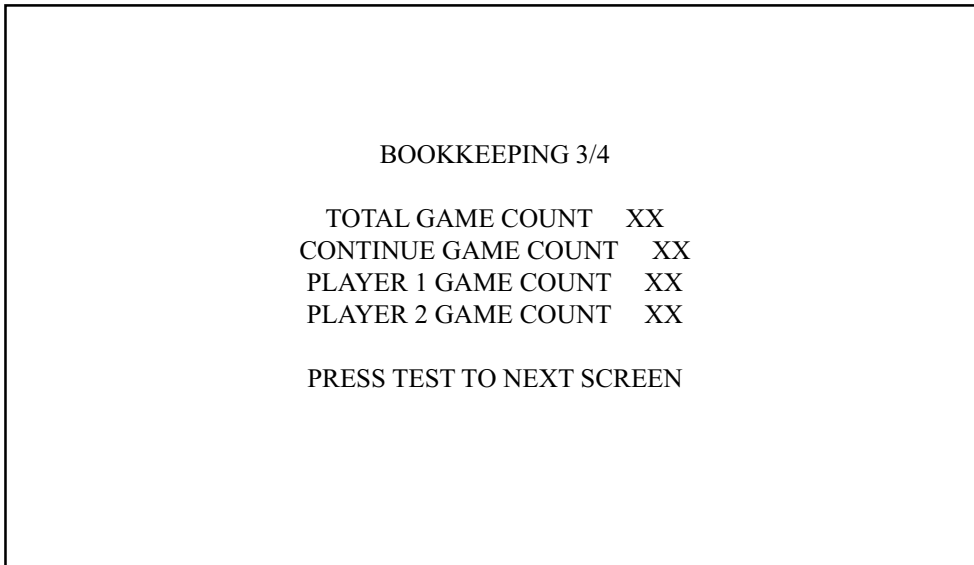 BOOKKEEPING 3/4
TOTAL GAME COUNT XX
CONTINUE GAME COUNT XX
PLAYER 1 GAME COUNT XX
PLAYER 2 GAME COUNT XX
PRESS TEST TO NEXT SCREEN